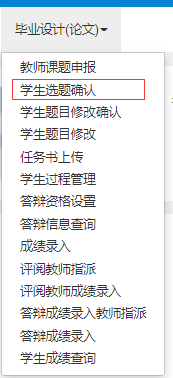 毕业设计(论文)
教师课题申报
学生选题确认
学生题目修改确认
学生题目修改
任务书上传
学生过程管理
答辩资格设置
答辩信息查询
成绩录入
评阅教师指派
评阅教师成绩录入
答辩成绩录入教师指派
答辩成绩录入
学生成绩查询